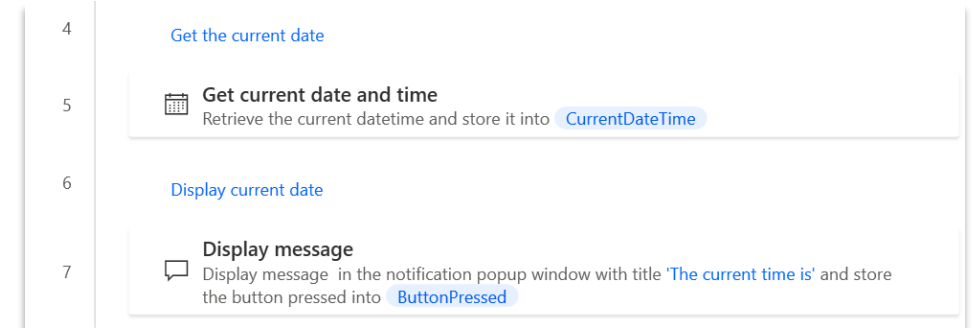 4
Get the current date
5
Get current date and time
Retrieve the current datetime and store it into CurrentDateTime
6
Display current date
7
Display message
Display message  in the notification popup window with title 'The current time is' and store
the button pressed into ButtonPressed